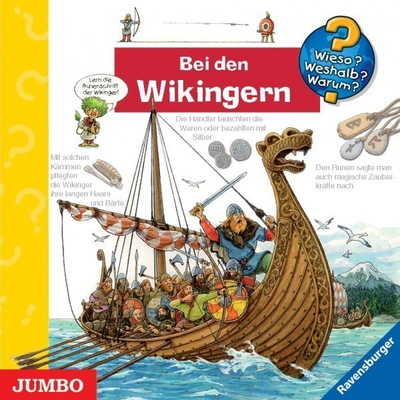 Bei den
Wikingern
Wieso?
Weshalb?
Warum?
?
Lern die
Runenschrift
der Wikinger!
Die Händler tauschten die
Waren oder bezahlten mit
Silber.
Mit solchen
Kämmen
pflegten
die Wikinger
ihre langen Haare
und Bärte
Den Runen sagte man
auch magische Zauber-
kräfte nach
JUMBO
Ravensburger